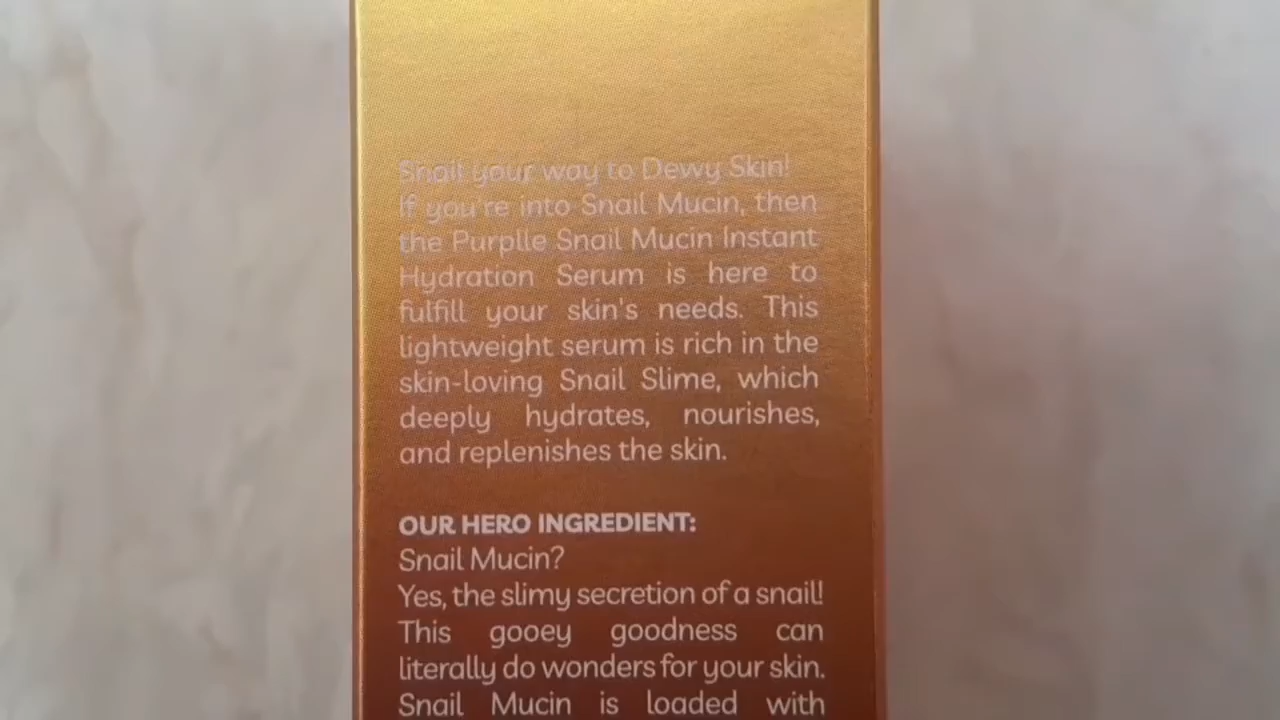 Snail your way to Dewy Skin!
If you're into Snail Mucin, then
the Purplle Snail Mucin Instant
Hydration Serum is here to
fulfill your skin's needs. This
lightweight serum is rich in the
skin-loving Snail Slime, which
deeply hydrates, nourishes,
and replenishes the skin.
OUR HERO INGREDIENT:
Snail Mucin?
Yes, the slimy secretion of a snail!
This gooey goodness can
literally do wonders for your skin.
Snail Mucin is loaded with